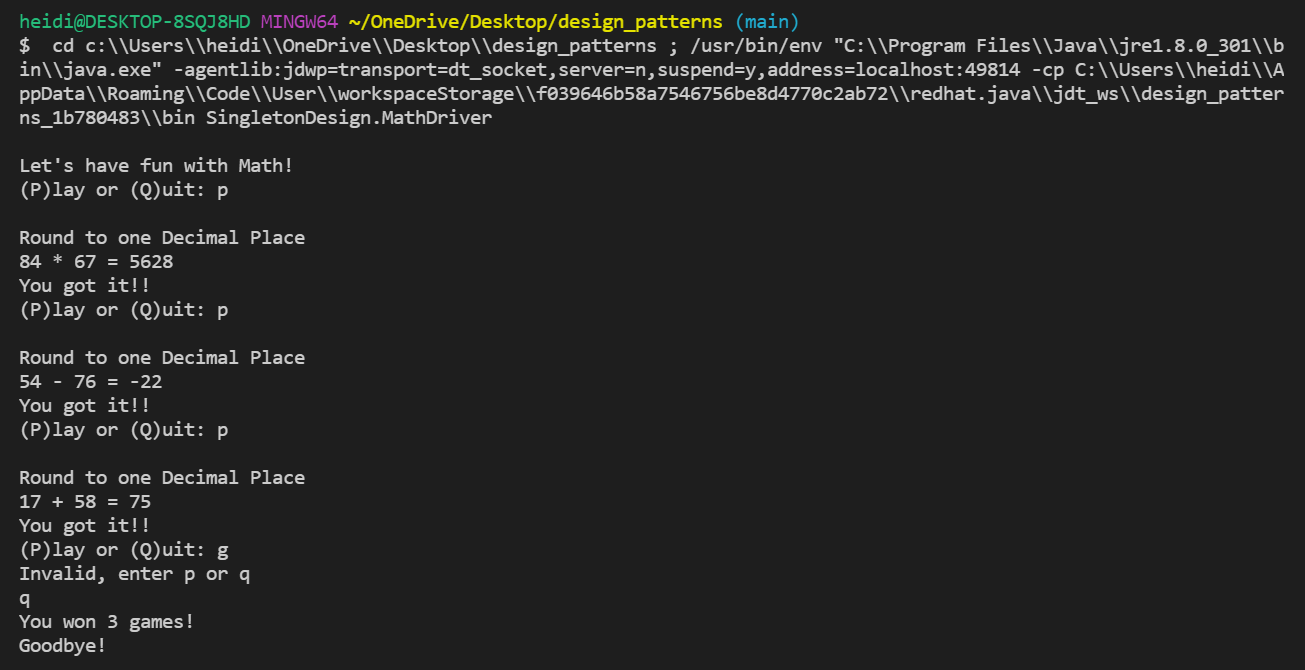 heidi@DESKTOP-8SQJ8HD MINGW64 ~/OneDrive/Desktop/design_patterns (main)
$  cd c:\\Users\\heidi\\OneDrive\\Desktop\\design_patterns ; /usr/bin/env "C:\\Program Files\\Java\\jre1.8.0_301\\b
in\\java.exe" -agentlib:jdwp=transport=dt_socket,server=n,suspend=y,address=localhost:49814 -cp C:\\Users\\heidi\\A
ppData\\Roaming\\Code\\User\\workspaceStorage\\f039646b58a7546756be8d4770c2ab72\\redhat.java\\jdt_ws\\design_patter
ns_1b780483\\bin SingletonDesign.MathDriver
Let's have fun with Math!
(P)lay or (Q)uit: p
Round to one Decimal Place
84 * 67 = 5628
You got it!!
(P)lay or (Q)uit: p
Round to one Decimal Place
54 - 76 = -22
You got it!!
(P)lay or (Q)uit: p
Round to one Decimal Place
17 + 58 = 75
You got it!!
(P)lay or (Q)uit: g
Invalid, enter p or q
q
You won 3 games!
Goodbye!